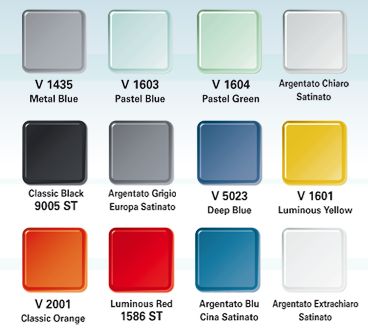 V 1435
Metal Blue
V 1603
Pastel Blue
V 1604
Pastel Green
Argentato Chiaro
Satinato
Classic Black
9005 ST
Argentato Grigio
Europa Satinato
V 5023
Deep Blue
V 1601
Luminous Yellow
V 2001
Classic Orange
Luminous Red
1586 ST
Argentato Blu
Cina Satinato
Argentato Extrachiaro
Satinato